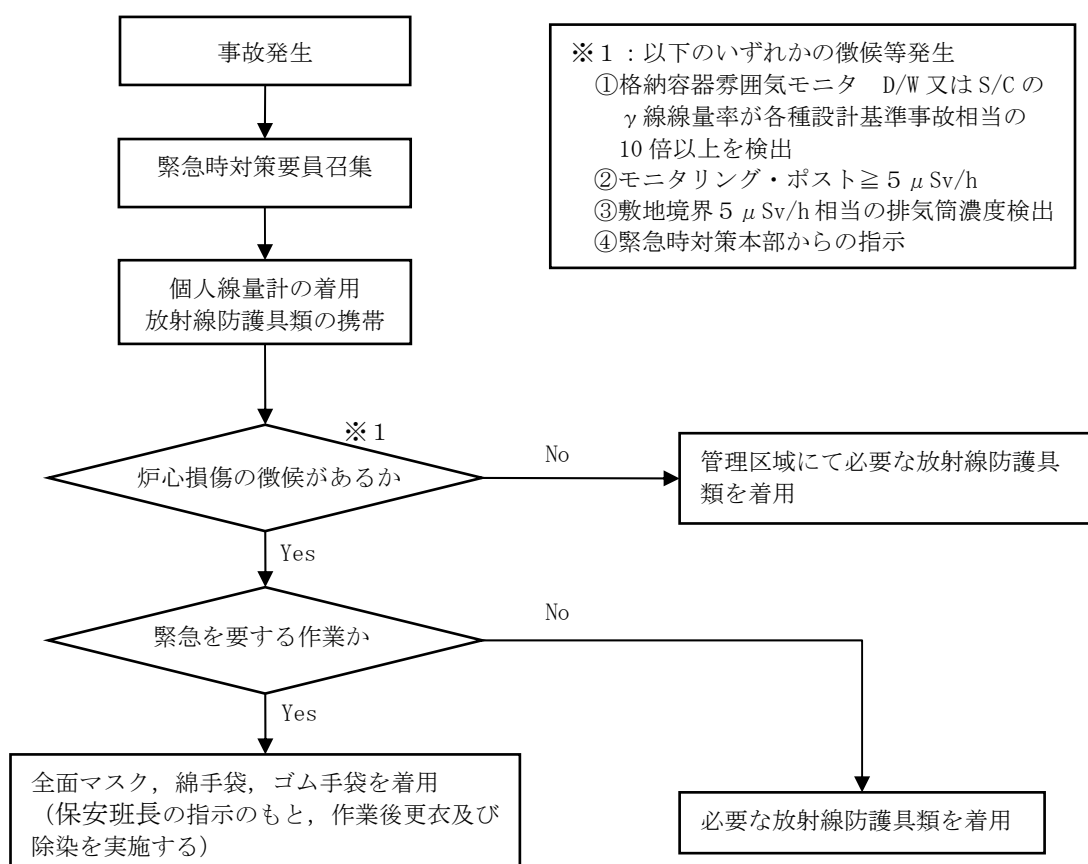 事故発生
※1：以下のいずれかの徴候等発生
①格納容器雰囲気モニタ　D/W 又は S/C の
γ線線量率が各種設計基準事故相当の
10 倍以上を検出
②モニタリング・ポスト≧5μSv/h
③敷地境界5μSv/h 相当の排気筒濃度検出
④緊急時対策本部からの指示
緊急時対策要員召集
個人線量計の着用
放射線防護具類の携帯
※1
炉心損傷の徴候があるか
No
管理区域にて必要な放射線防護具
類を着用
Yes
緊急を要する作業か
No
Yes
全面マスク，綿手袋，ゴム手袋を着用
（保安班長の指示のもと，作業後更衣及び
除染を実施する）
必要な放射線防護具類を着用